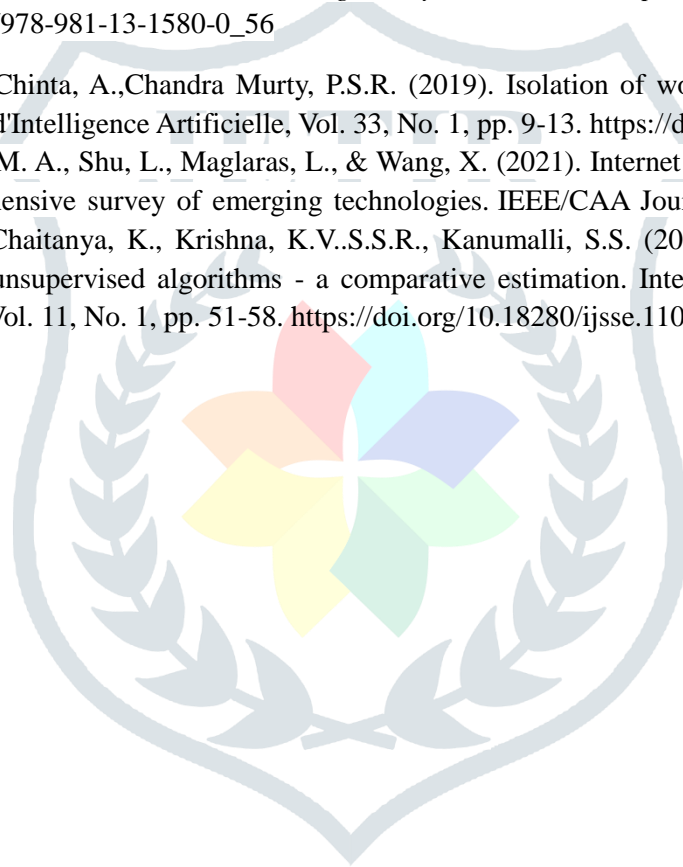 /978-981-13-1580-0_56
Chinta, A.,Chandra Murty, P.S.R. (2019). Isolation of wo
d'Intelligence Artificielle, Vol. 33, No. 1, pp. 9-13. https://d
M. A., Shu, L., Maglaras, L., & Wang, X. (2021). Internet
ensive survey of emerging technologies. IEEE/CAA Jour
Chaitanya, K., Krishna, K.V..S.S.R., Kanumalli, S.S. (20
unsupervised algorithms - a comparative estimation. Inte
Vol. 11, No. 1, pp. 51-58. https://doi.org/10.18280/ijsse.110